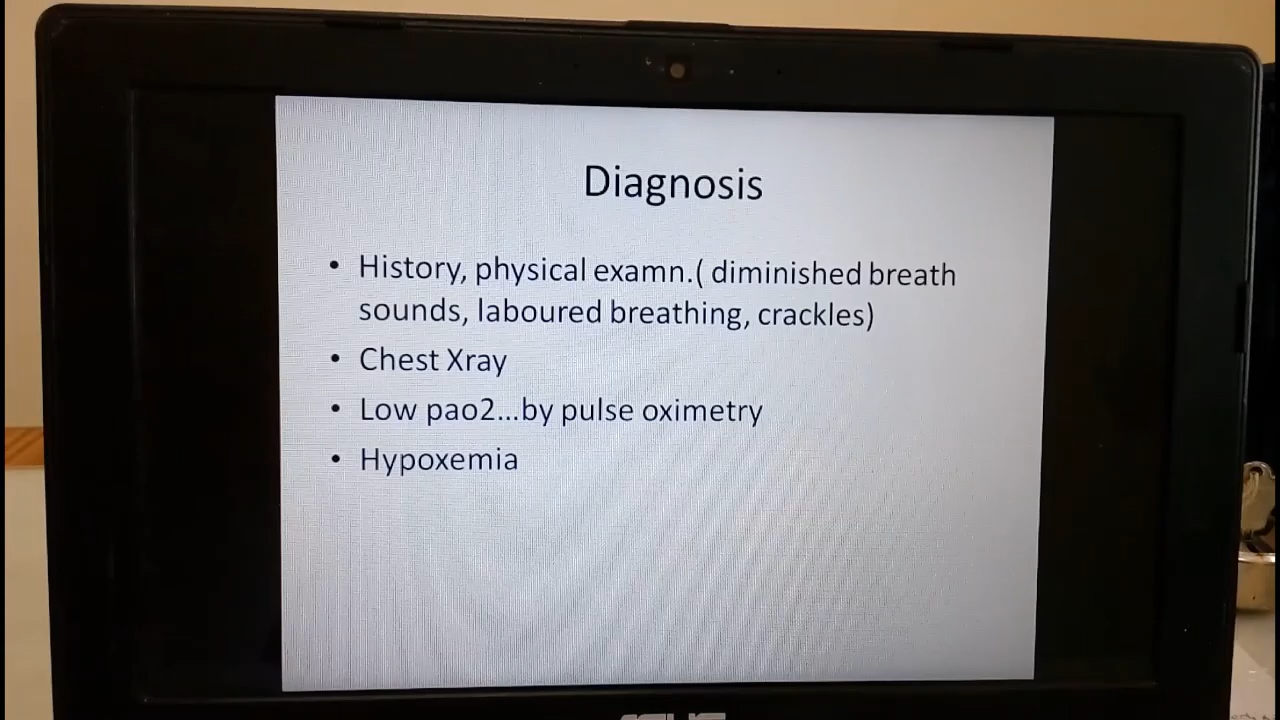 Diagnosis
• History, physical examn.( diminished breath
sounds, laboured breathing, crackles)
• Chest Xray
• Low pao2...by pulse oximetry
• Hypoxemia